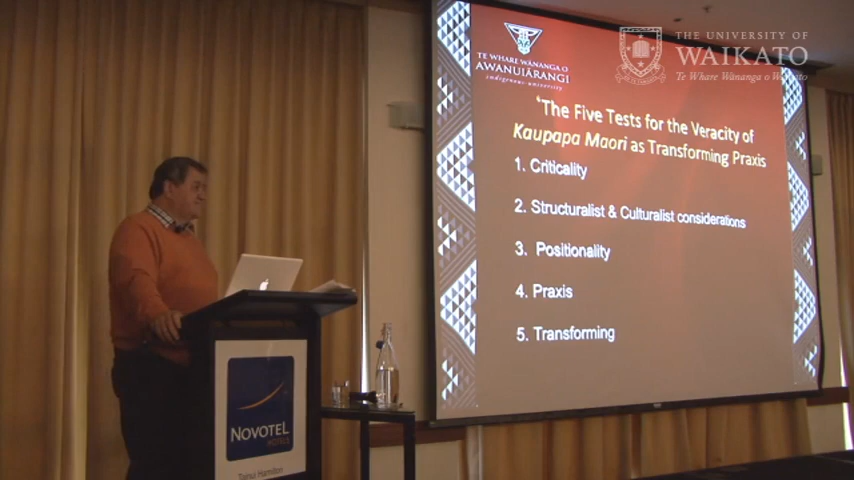 TE WHARE WĀNANGA O
AWANUIĀRANGI
indigenous-university
THE UNIVERSITY OF
WAIKATO
Te Whare Wānanga o Waikato
‘The Five Tests for the Veracity of
Kaupapa Maori as Transforming Praxis
1. Criticality
2. Structuralist & Culturalist considerations
3. Positionality
4. Praxis
5. Transforming
NOVOTEL
HOTELS
Tainui Hamilton